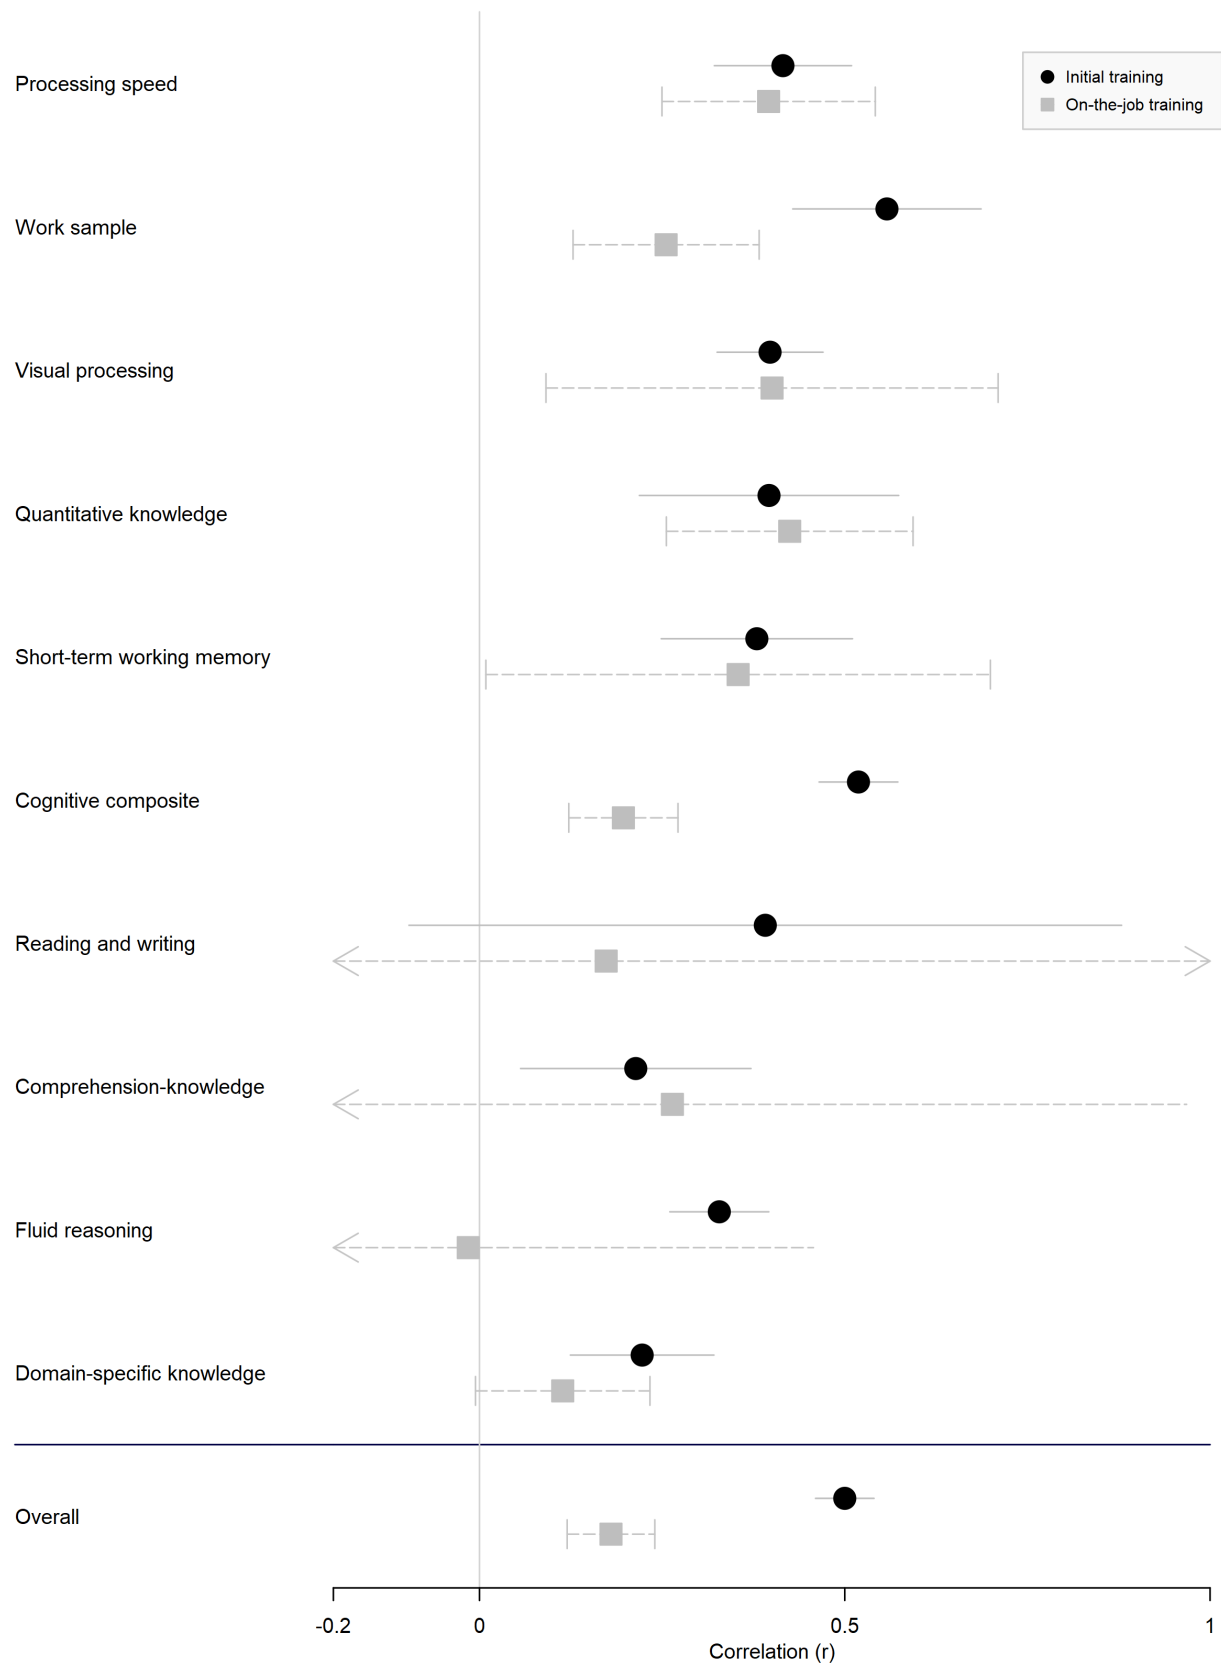 Processing speed
Initial training
On-the-job training
Work sample
Visual processing
Quantitative knowledge
Short-term working memory
Cognitive composite
Reading and writing
Comprehension-knowledge
Fluid reasoning
Domain-specific knowledge
Overall
-0.2 0 0.5 1
Correlation (r)